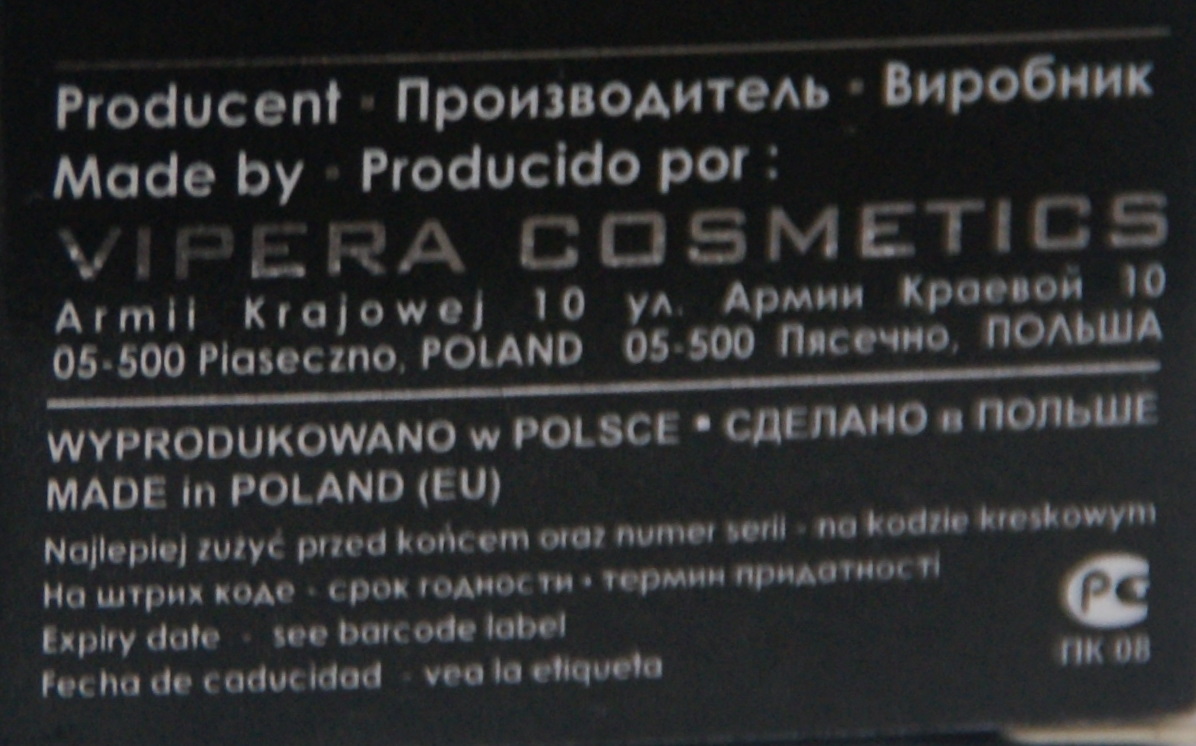 Producent · Производитель · Виробник
Made by · Producido por :
VIPERA COSMETICS
Armii Krajowej 10 ул. Армии Краевой 10
05-500 Piaseczno, POLAND 05-500 Пясечно, ПОЛЬША
WYPRODUKOWANO w POLSCE ▪ СДЕЛАНО в ПОЛЬШЕ
MADE in POLAND (EU)
Najlepiej zużyć przed końcem oraz numer serii - na kodzie kreskowym
На штрих коде - срок годности • термин придатності
Expiry date - see barcode label
Fecha de caducidad - vea la etiqueta
РС
ПК 08